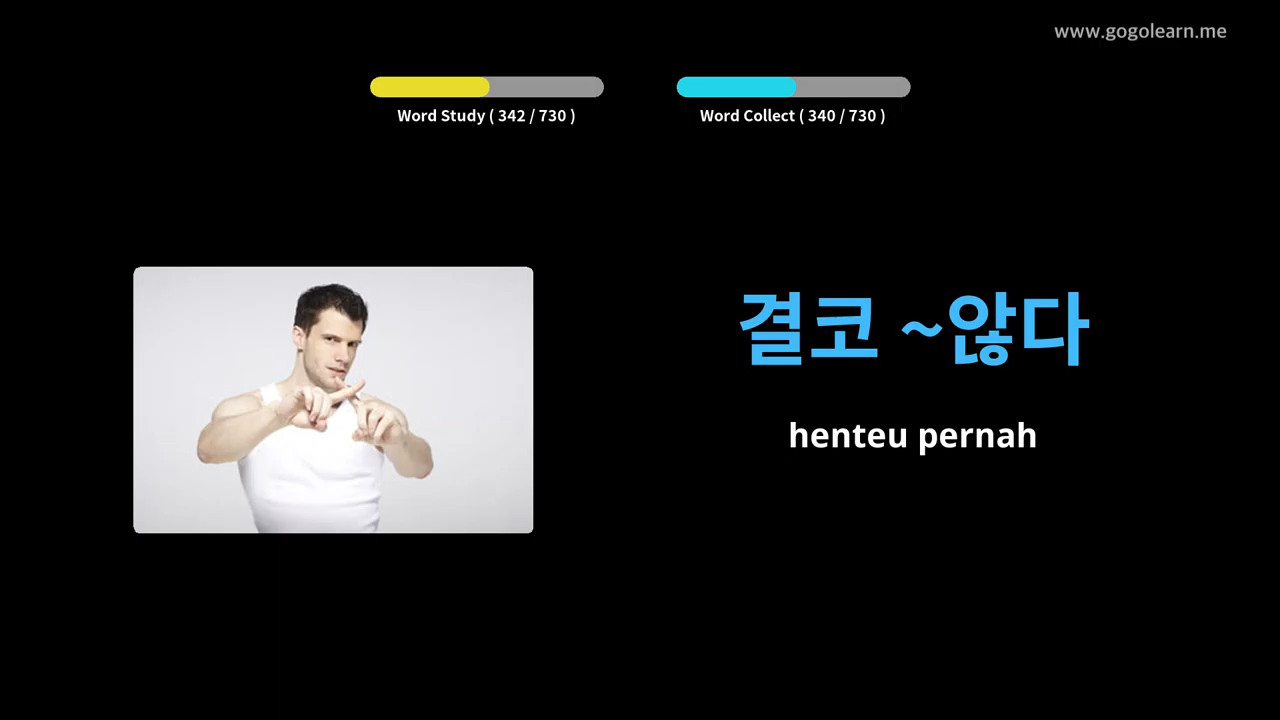 www.gogolearn.me
Word Study ( 342 / 730 )
Word Collect ( 340 / 730 )
결코 ~않다
henteu pernah